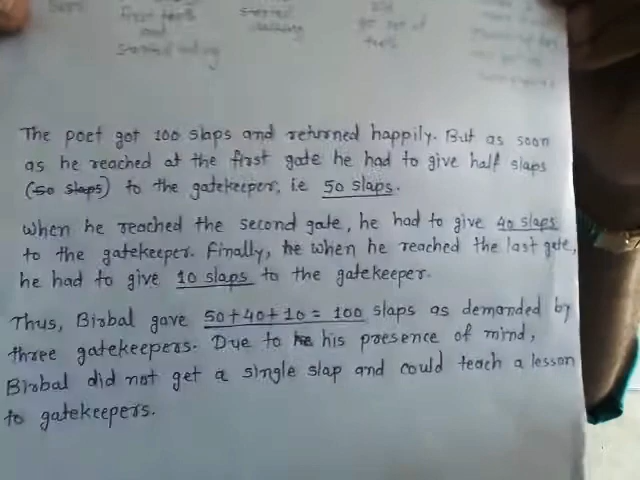 The poet got 100 slaps and returned happily. But as soon
as he reached at the first gate he had to give half slaps
(50 slaps) to the gatekeeper, i.e 50 slaps.
When he reached the second gate, he had to give 40 slaps
to the gatekeeper. Finally, he when he reached the last gate,
he had to give 10 slaps to the gatekeeper.
Thus, Birbal gave 50+40+10 = 100 slaps as demanded by
three gatekeepers. Due to his presence of mind,
Birbal did not get a single slap and could teach a lesson
to gatekeepers.